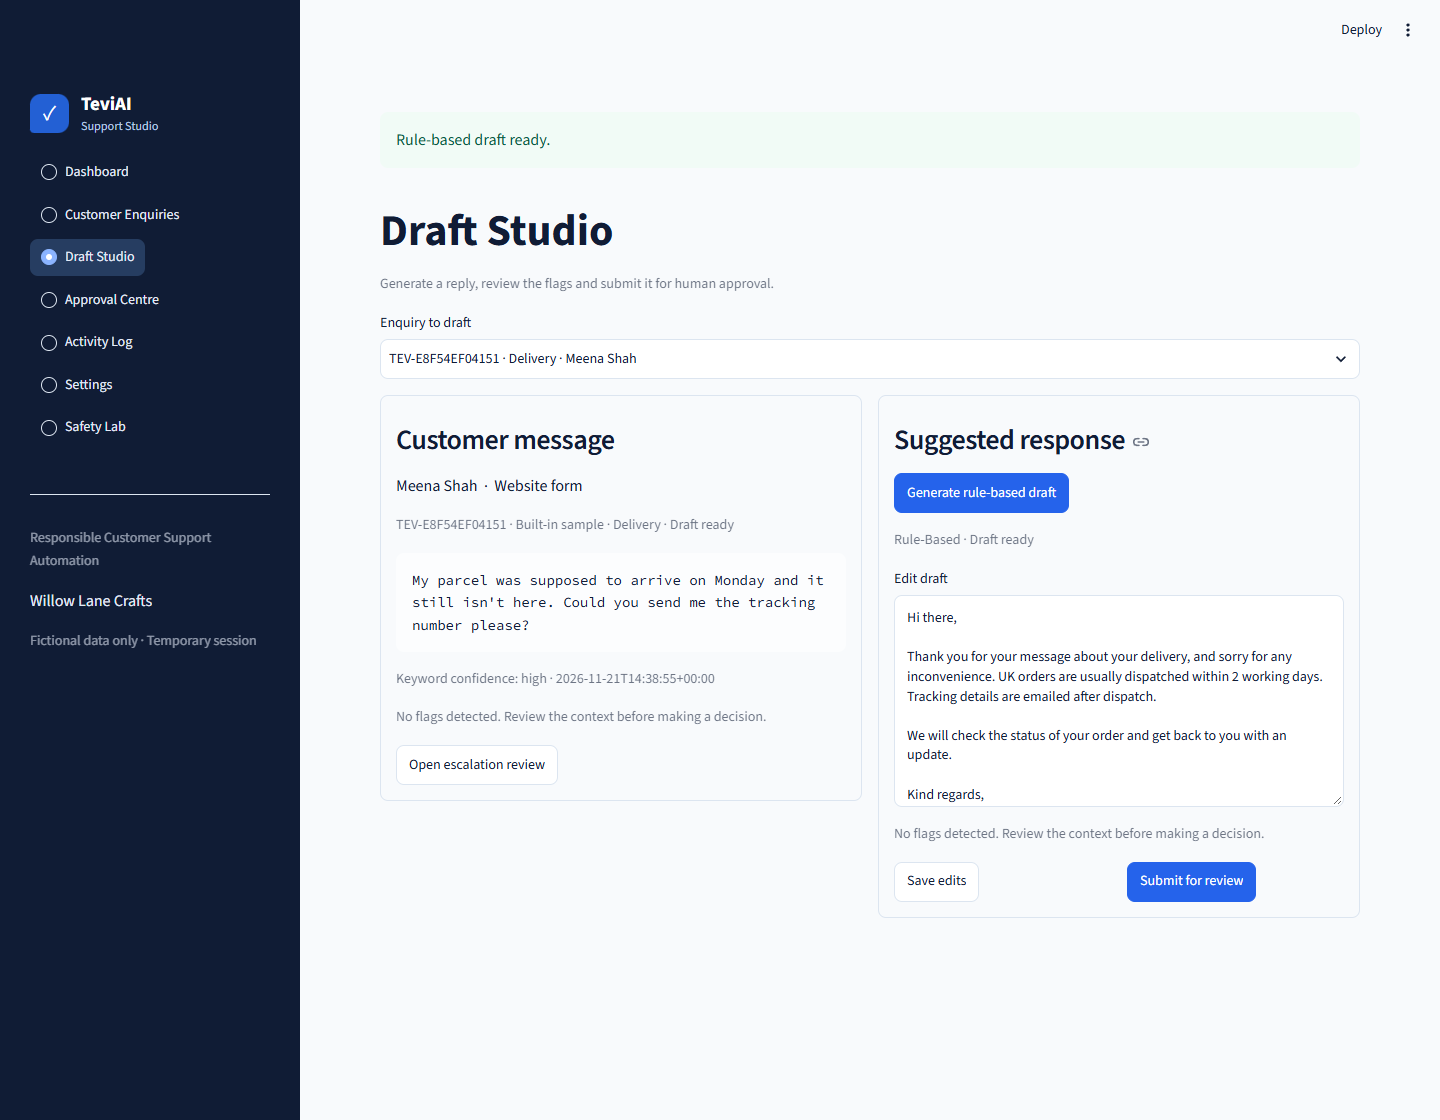 Deploy
TeviAI
Support Studio
Dashboard
Customer Enquiries
Draft Studio
Approval Centre
Activity Log
Settings
Safety Lab
Responsible Customer Support
Automation
Willow Lane Crafts
Fictional data only · Temporary session
Rule-based draft ready.
Draft Studio
Generate a reply, review the flags and submit it for human approval.
Enquiry to draft
TEV-E8F54EF04151 · Delivery · Meena Shah
Customer message
Meena Shah · Website form
TEV-E8F54EF04151 · Built-in sample · Delivery · Draft ready
My parcel was supposed to arrive on Monday and it
still isn't here. Could you send me the tracking
number please?
Keyword confidence: high · 2026-11-21T14:38:55+00:00
No flags detected. Review the context before making a decision.
Open escalation review
Suggested response
Generate rule-based draft
Rule-Based · Draft ready
Edit draft
Hi there,
Thank you for your message about your delivery, and sorry for any
inconvenience. UK orders are usually dispatched within 2 working days.
Tracking details are emailed after dispatch.
We will check the status of your order and get back to you with an
update.
Kind regards,
No flags detected. Review the context before making a decision.
Save edits
Submit for review